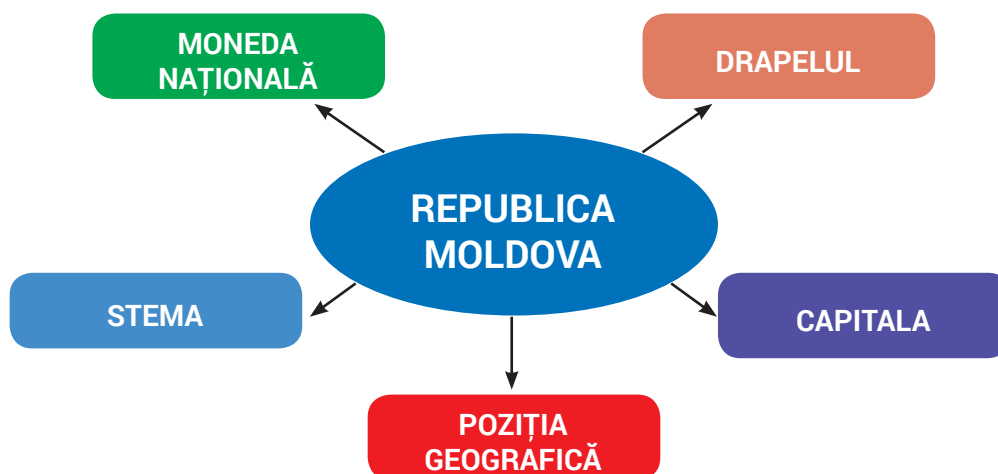 MONEDA
NAȚIONALĂ
DRAPELUL
REPUBLICA
MOLDOVA
STEMA
CAPITALA
POZIȚIA
GEOGRAFICĂ